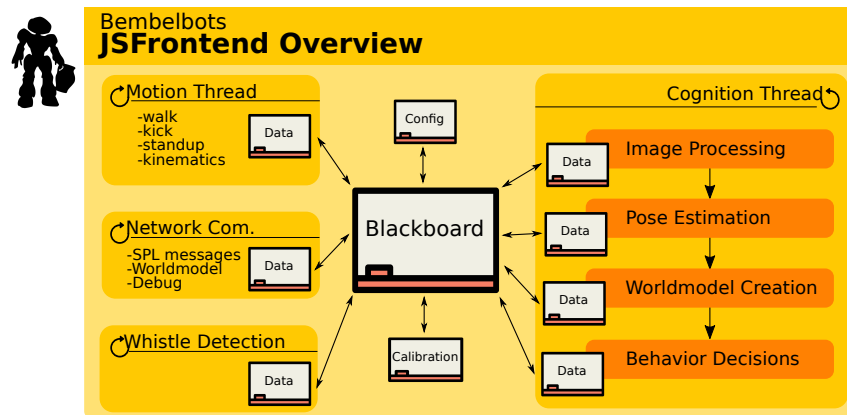 Bembelbots
JSFrontend Overview
Motion Thread
-walk
-kick
-standup
-kinematics
Data
Network Com.
-SPL messages
-Worldmodel
-Debug
Data
Whistle Detection
Data
Config
Blackboard
Calibration
Cognition Thread
Data
Image Processing
Data
Pose Estimation
Data
Worldmodel Creation
Data
Behavior Decisions